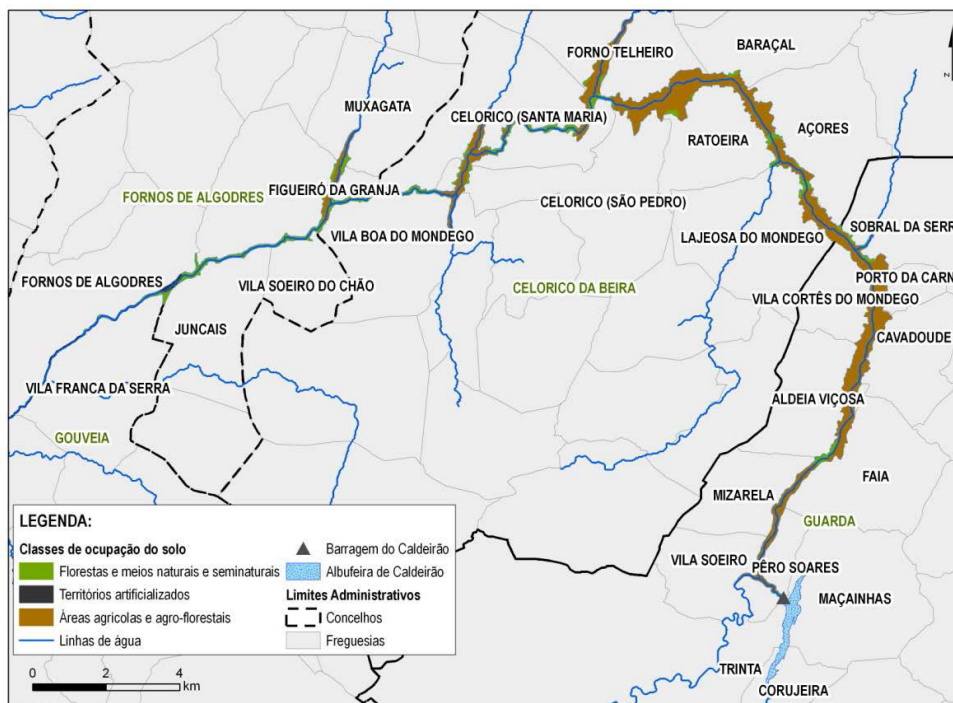 FORNO TELHEIRO
BARAÇAL
MUXAGATA
CELORICO (SANTA MARIA)
RATOEIRA
AÇORES
FORNOS DE ALGODRES
FIGUEIRÓ DA GRANJA
CELORICO (SÃO PEDRO)
VILA BOA DO MONDEGO
LAJEOSA DO MONDEGO
SOBRAL DA SERR
FORNOS DE ALGODRES
VILA SOEIRO DO CHÃO
CELORICO DA BEIRA
PORTO DA CARN
VILA CORTÊS DO MONDEGO
JUNCAIS
CAVADOUDE
VILA FRANCA DA SERRA
ALDEIA VIÇOSA
GOUVEIA
FAIA
MIZARELA
GUARDA
VILA SOEIRO
PÊRO SOARES
MAÇAINHAS
TRINTA
CORUJEIRA
z
LEGENDA:
Classes de ocupação do solo
Florestas e meios naturais e seminaturais
Territórios artificializados
Áreas agrícolas e agro-florestais
Linhas de água
Barragem do Caldeirão
Albufeira de Caldeirão
Limites Administrativos
Concelhos
Freguesias
0 2 4
km